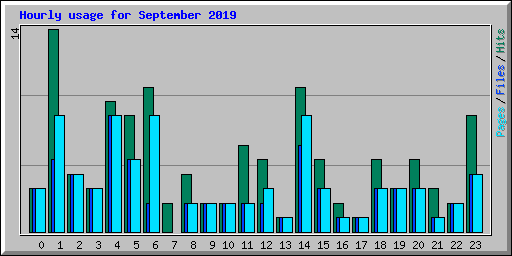 Hourly usage for September 2019
14
Pages/Files/Hits
0 1 2 3 4 5 6 7 8 9 10 11 12 13 14 15 16 17 18 19 20 21 22 23